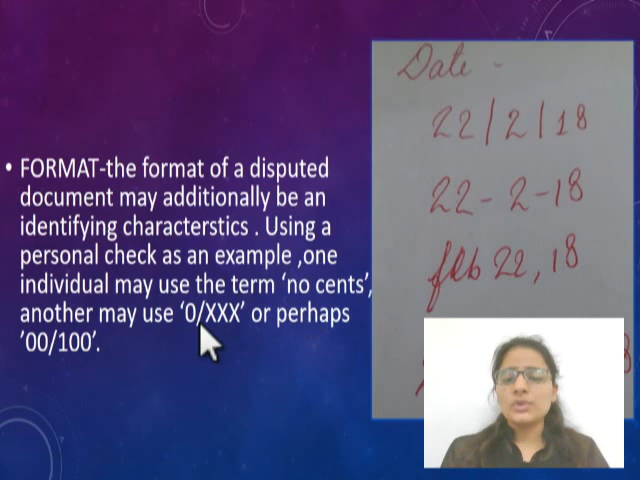 • FORMAT-the format of a disputed
document may additionally be an
identifying characterstics . Using a
personal check as an example ,one
individual may use the term ‘no cents’,
another may use ‘0/XXX’ or perhaps
’00/100’.
Date -
22/2/18
22-2-18
feb 22, 18